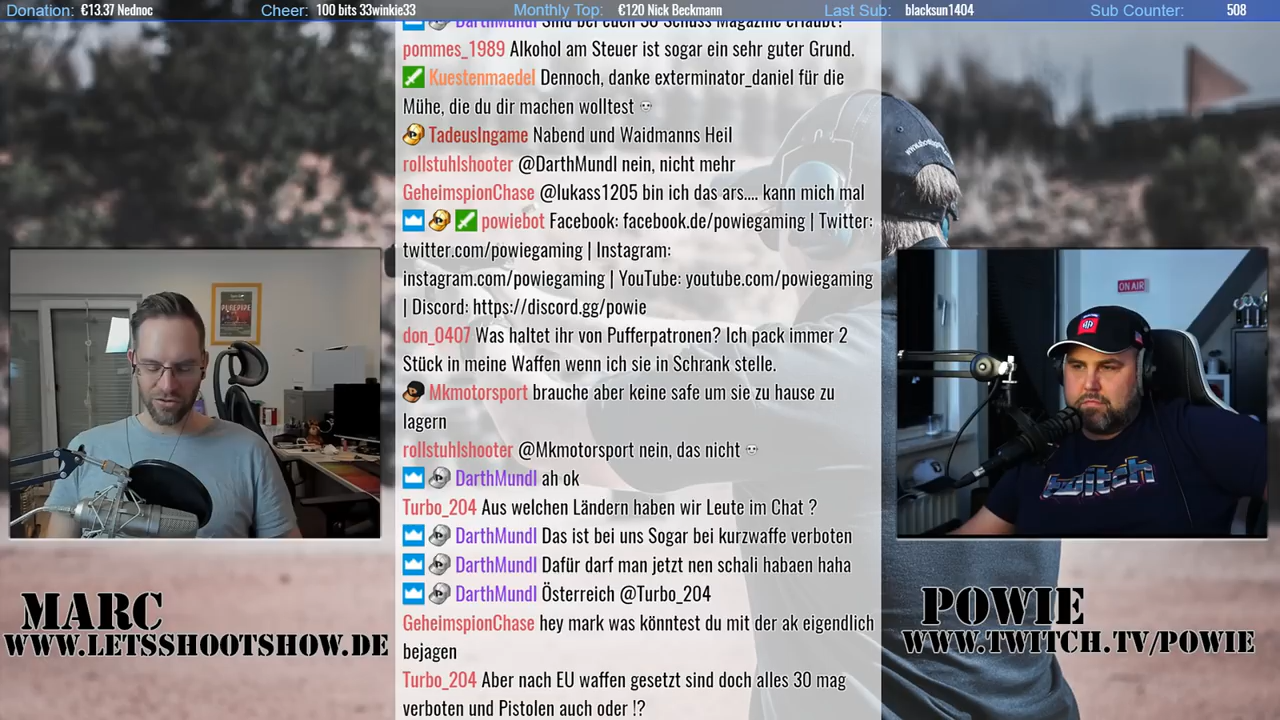 Donation: €13.37 Nednoc Cheer: 100 bits 33winkie33 Monthly Top: €120 Nick Beckmann Last Sub: blacksun1404 Sub Counter: 508
DarthMundl Sind bei euch 30 Schuss Magazine erlaubt?
pommes_1989 Alkohol am Steuer ist sogar ein sehr guter Grund.
Kuestenmaedel Dennoch, danke exterminator_daniel für die
Mühe, die du dir machen wolltest
TadeusIngame Nabend und Waidmanns Heil
rollstuhlshooter @DarthMundl nein, nicht mehr
GeheimspionChase @lukass1205 bin ich das ars.... kann mich mal
powiebot Facebook: facebook.de/powiegaming | Twitter:
twitter.com/powiegaming | Instagram:
instagram.com/powiegaming | YouTube: youtube.com/powiegaming
| Discord: https://discord.gg/powie
don_0407 Was haltet ihr von Pufferpatronen? Ich pack immer 2
Stück in meine Waffen wenn ich sie in Schrank stelle.
Mkmotorsport brauche aber keine safe um sie zu hause zu
lagern
rollstuhlshooter @Mkmotorsport nein, das nicht
DarthMundl ah ok
Turbo_204 Aus welchen Ländern haben wir Leute im Chat ?
DarthMundl Das ist bei uns Sogar bei kurzwaffe verboten
DarthMundl Dafür darf man jetzt nen schali habaen haha
DarthMundl Österreich @Turbo_204
GeheimspionChase hey mark was könntest du mit der ak eigendlich
bejagen
Turbo_204 Aber nach EU waffen gesetzt sind doch alles 30 mag
verboten und Pistolen auch oder !?
MARC
WWW.LETSSHOOTSHOW.DE
ON AIR
twitch
POWIE
WWW.TWITCH.TV/POWIE